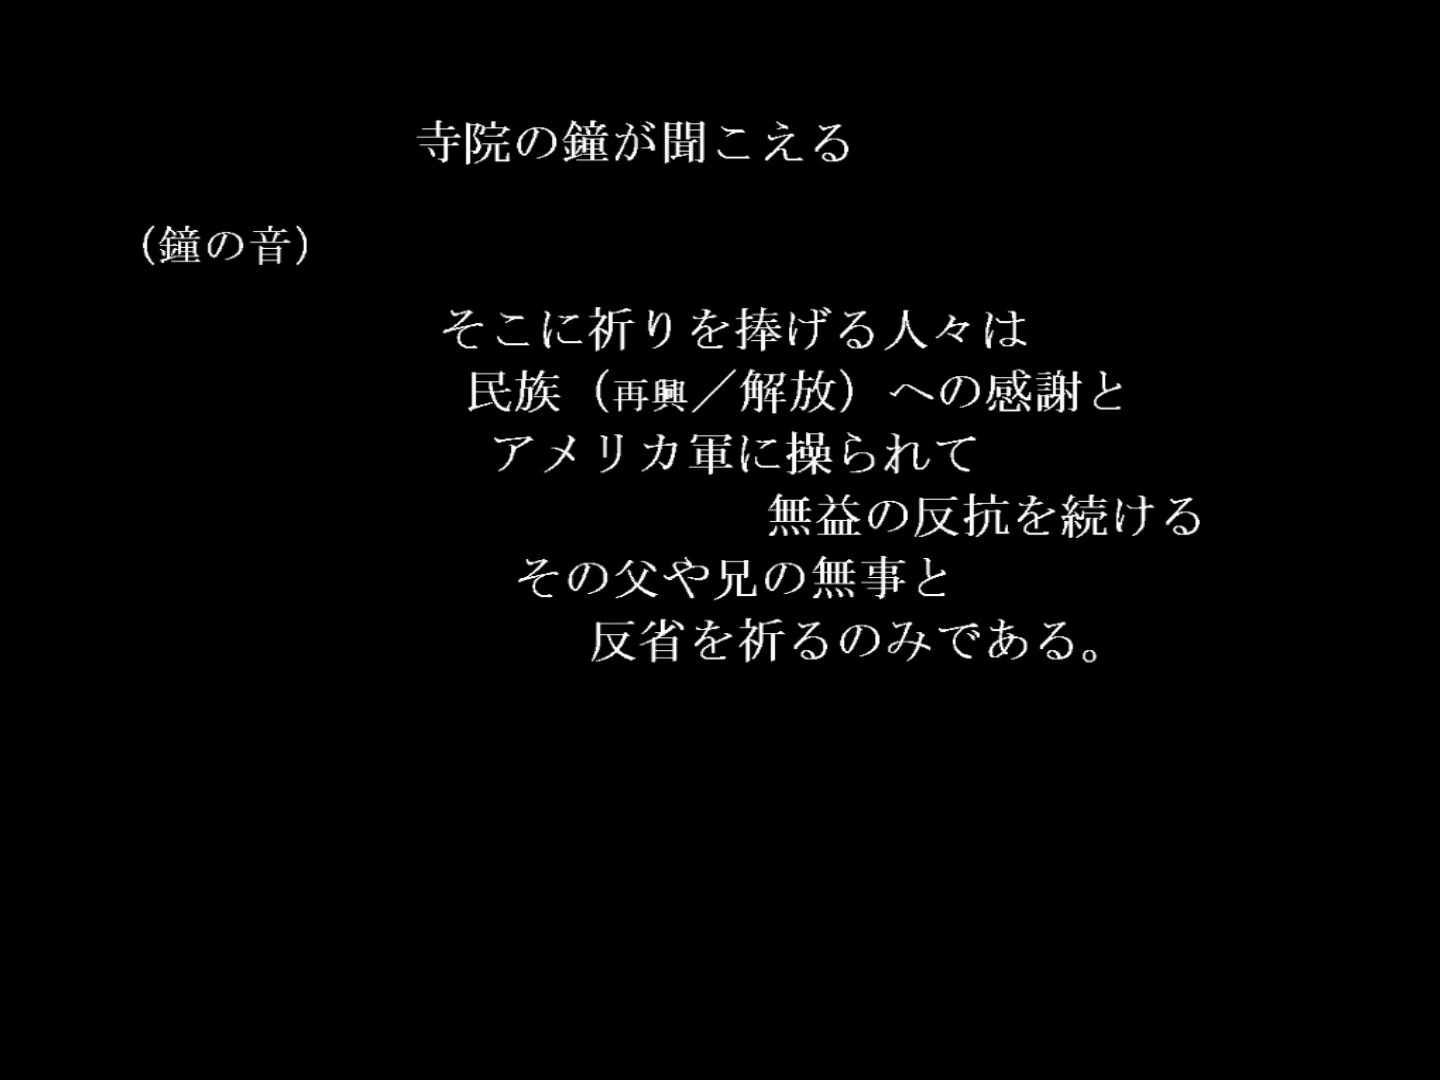 寺院の鐘が聞こえる
（鐘の音）
そこに祈りを捧げる人々は
民族（再興／解放）への感謝と
アメリカ軍に操られて
無益の反抗を続ける
その父や兄の無事と
反省を祈るのみである。